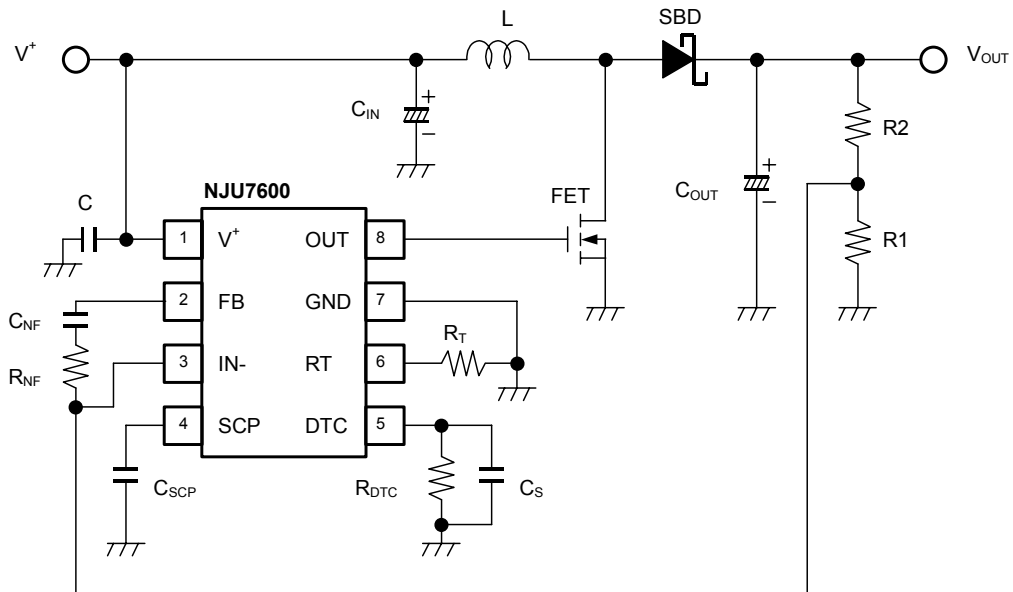 L
SBD
V+
VOUT
CIN
+
−
R2
NJU7600
FET
COUT
+
−
C
1 V+ OUT 8
R1
2 FB GND 7
CNF
RT
3 IN- RT 6
RNF
4 SCP DTC 5
CSCP
RDTC
CS